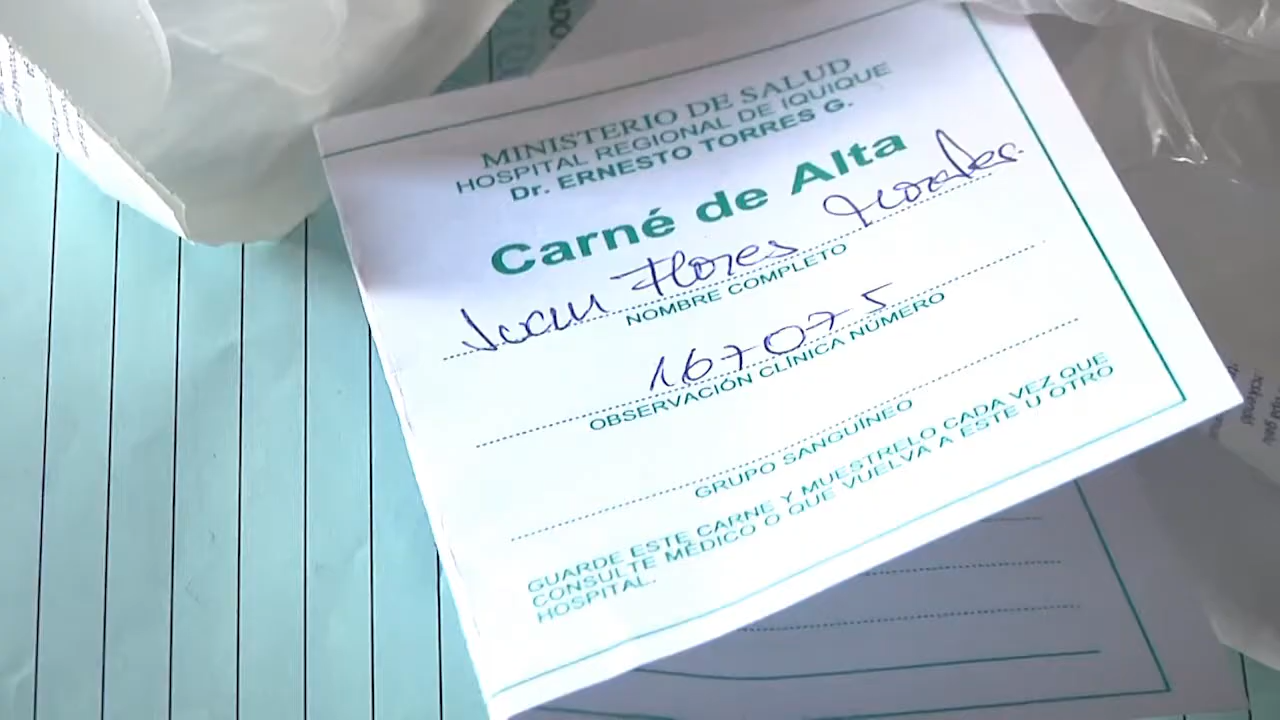 MINISTERIO DE SALUD
HOSPITAL REGIONAL DE IQUIQUE
Dr. ERNESTO TORRES G.
Carné de Alta
Juan Flores Morales.
NOMBRE COMPLETO
167075
OBSERVACIÓN CLÍNICA NÚMERO
GRUPO SANGUÍNEO
GUARDE ESTE CARNE Y MUESTRELO CADA VEZ QUE
CONSULTE MÉDICO O QUE VUELVA A ESTE U OTRO
HOSPITAL.